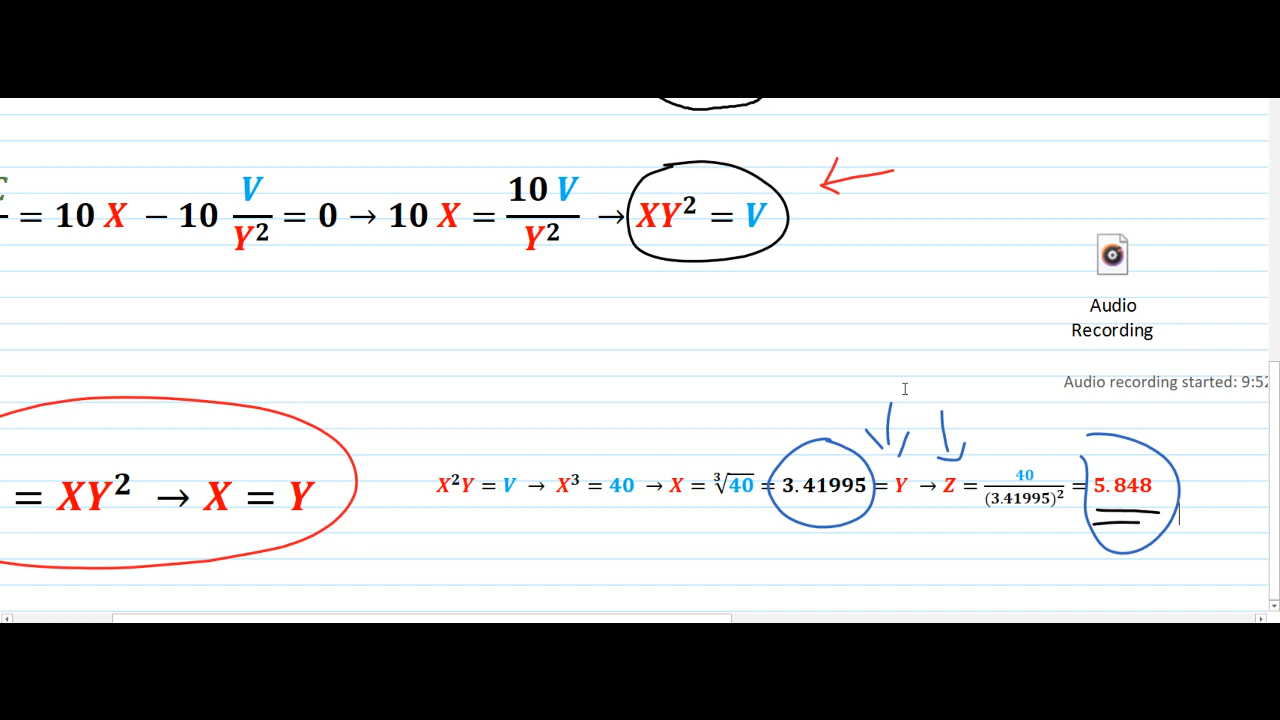 = 10 X − 10 V/Y² = 0 → 10 X = 10 V/Y² → XY² = V
Audio
Recording
Audio recording started: 9:52
= XY² → X = Y
X²Y = V → X³ = 40 → X = ∛40 = 3.41995 = Y → Z = 40/(3.41995)² = 5.848